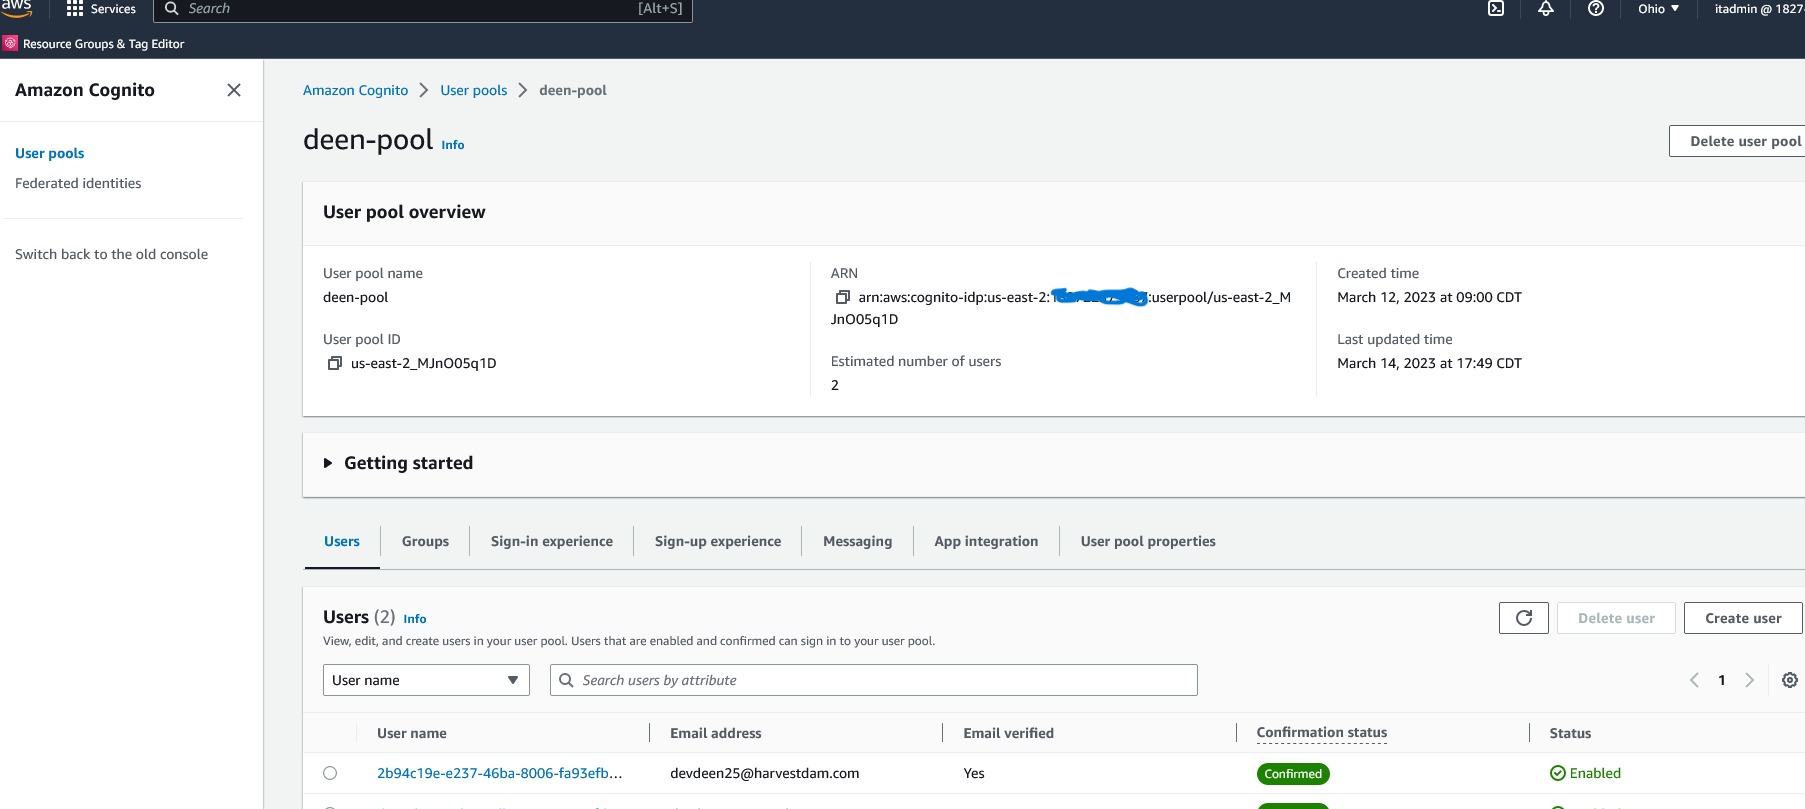 aws
Services
Search
[Alt+S]
Ohio
itadmin @ 1827
Resource Groups & Tag Editor
Amazon Cognito
User pools
Federated identities
Switch back to the old console
Amazon Cognito > User pools > deen-pool
deen-pool Info
Delete user pool
User pool overview
User pool name
deen-pool
User pool ID
us-east-2_MJnO05q1D
ARN
arn:aws:cognito-idp:us-east-2: :userpool/us-east-2_M
JnO05q1D
Estimated number of users
2
Created time
March 12, 2023 at 09:00 CDT
Last updated time
March 14, 2023 at 17:49 CDT
Getting started
Users
Groups
Sign-in experience
Sign-up experience
Messaging
App integration
User pool properties
Users (2) Info
View, edit, and create users in your user pool. Users that are enabled and confirmed can sign in to your user pool.
Delete user
Create user
User name
Search users by attribute
1
User name
Email address
Email verified
Confirmation status
Status
2b94c19e-e237-46ba-8006-fa93efb...
devdeen25@harvestdam.com
Yes
Confirmed
Enabled